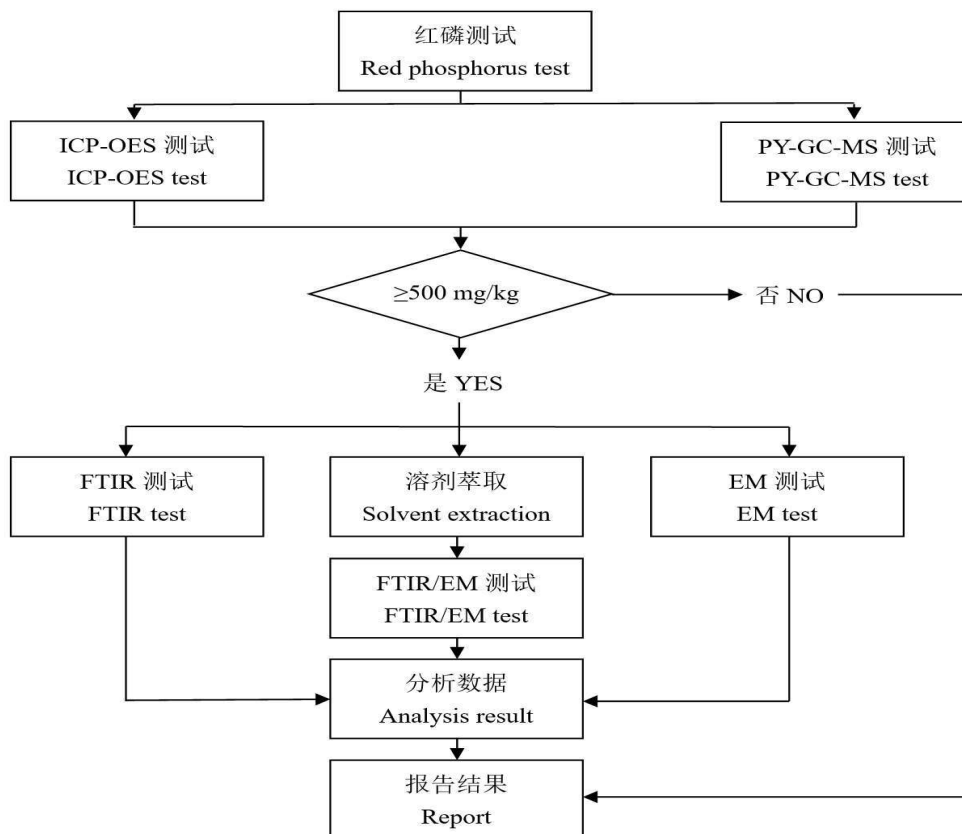 红磷测试
Red phosphorus test
ICP-OES 测试
ICP-OES test
PY-GC-MS 测试
PY-GC-MS test
≥500 mg/kg
否 NO
是 YES
FTIR 测试
FTIR test
溶剂萃取
Solvent extraction
EM 测试
EM test
FTIR/EM 测试
FTIR/EM test
分析数据
Analysis result
报告结果
Report